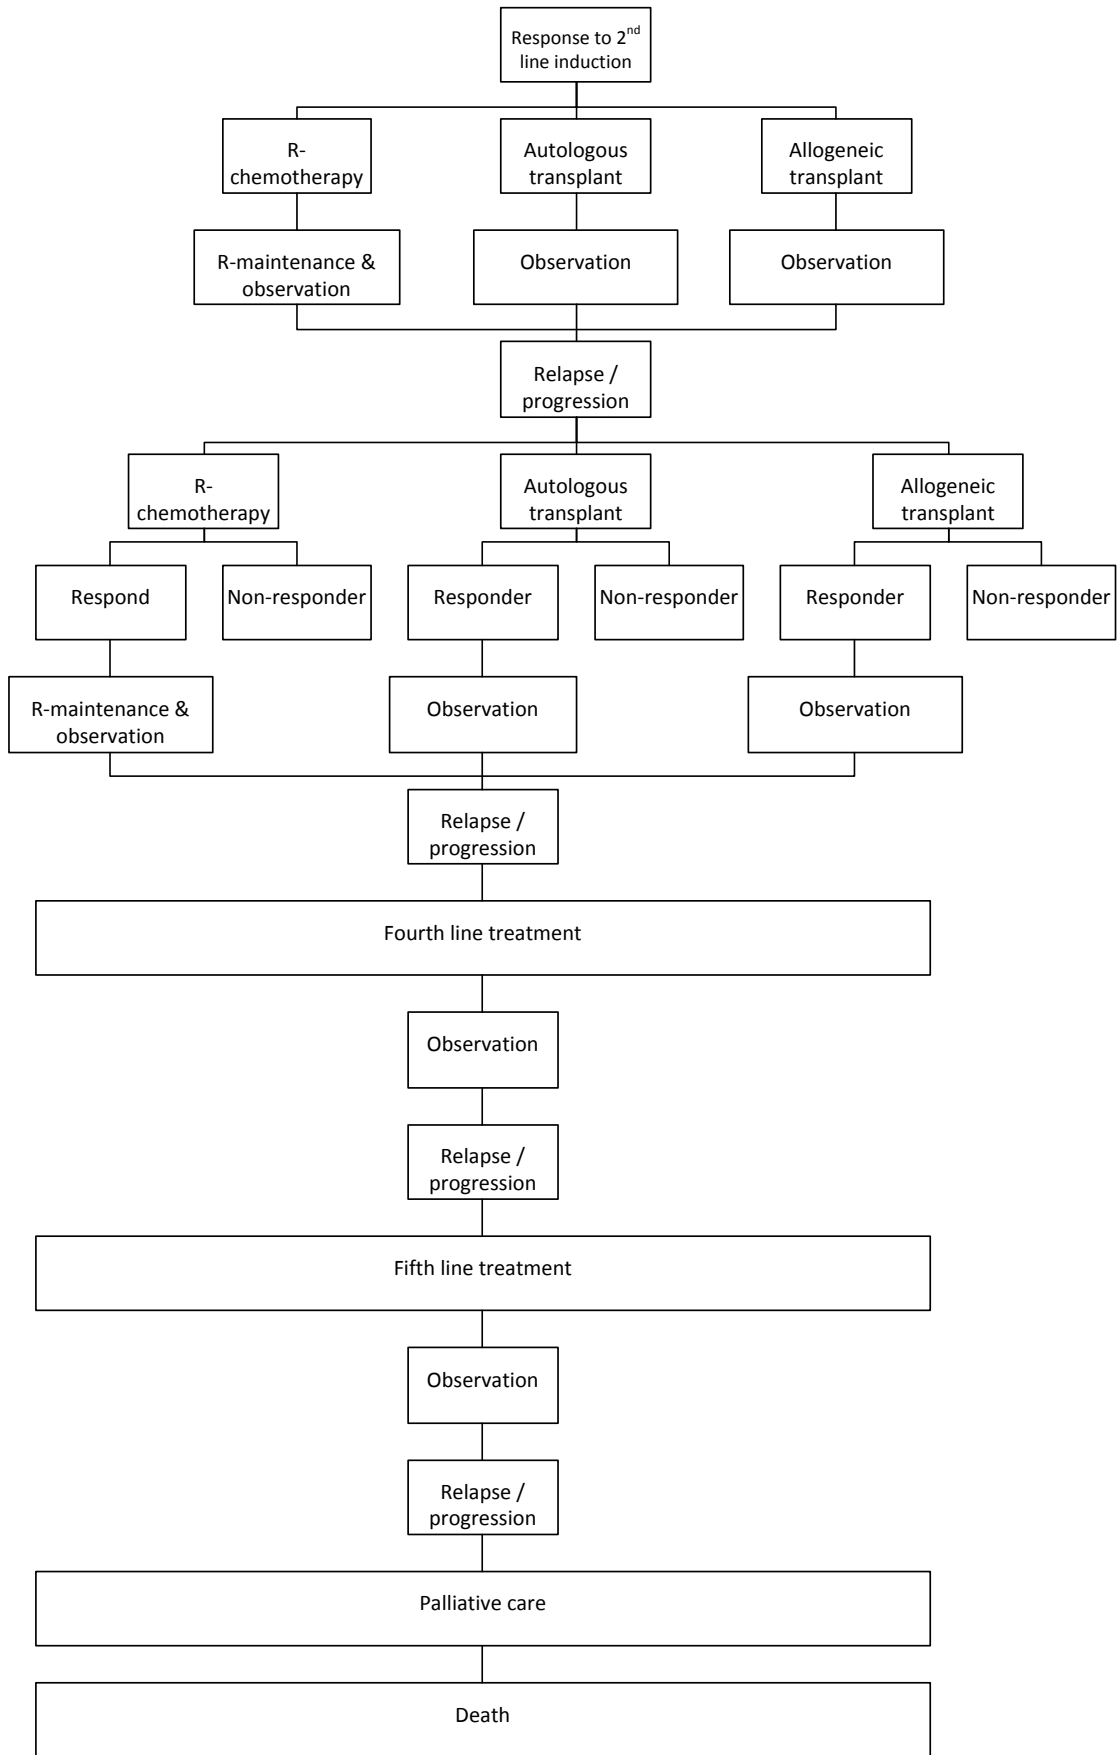 Response to 2nd
line induction
R-
chemotherapy
Autologous
transplant
Allogeneic
transplant
R-maintenance &
observation
Observation
Observation
Relapse /
progression
R-
chemotherapy
Autologous
transplant
Allogeneic
transplant
Respond
Non-responder
Responder
Non-responder
Responder
Non-responder
R-maintenance &
observation
Observation
Observation
Relapse /
progression
Fourth line treatment
Observation
Relapse /
progression
Fifth line treatment
Observation
Relapse /
progression
Palliative care
Death